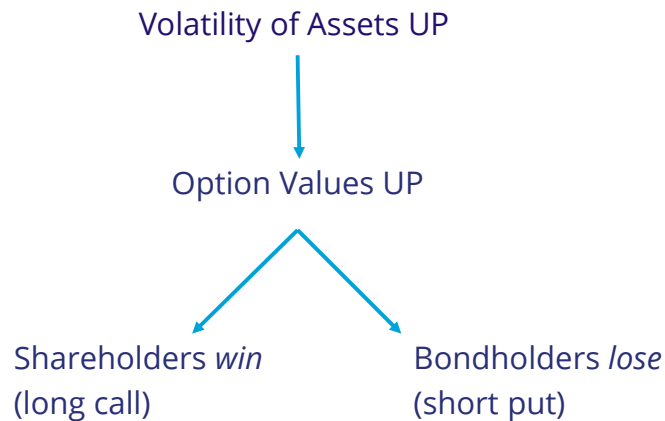 Volatility of Assets UP
Option Values UP
Shareholders win
(long call)
Bondholders lose
(short put)